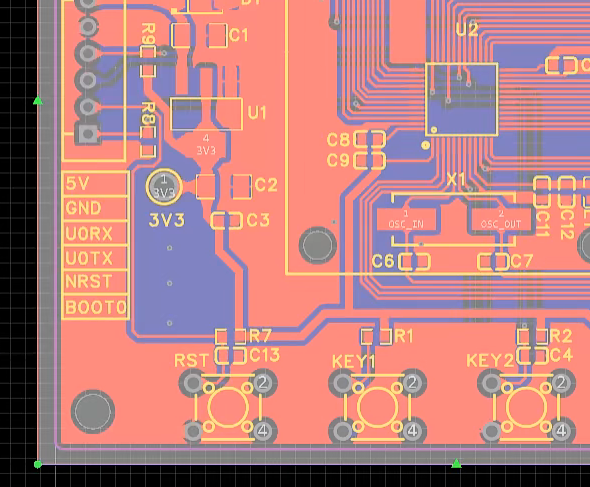 R9
C1
U2
U1
R8
4
3V3
C8
C9
5V
1
3V3
C2
X1
GND
3V3
C3
1
OSC_IN
2
OSC_OUT
C11
C12
U0RX
U0TX
C6
C7
NRST
BOOT0
R7
R1
R2
RST
C13
KEY1
KEY2
C4
2
2
2
4
4
4